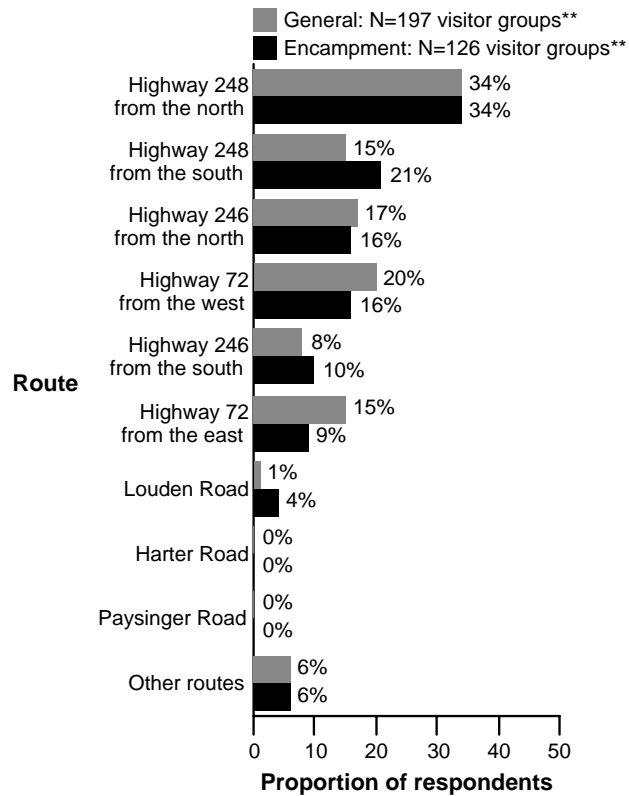 General: N=197 visitor groups**
Encampment: N=126 visitor groups**
Route
Highway 248
from the north
34%
34%
Highway 248
from the south
15%
21%
Highway 246
from the north
17%
16%
Highway 72
from the west
20%
16%
Highway 246
from the south
8%
10%
Highway 72
from the east
15%
9%
Louden Road
1%
4%
Harter Road
0%
0%
Paysinger Road
0%
0%
Other routes
6%
6%
0 10 20 30 40 50
Proportion of respondents